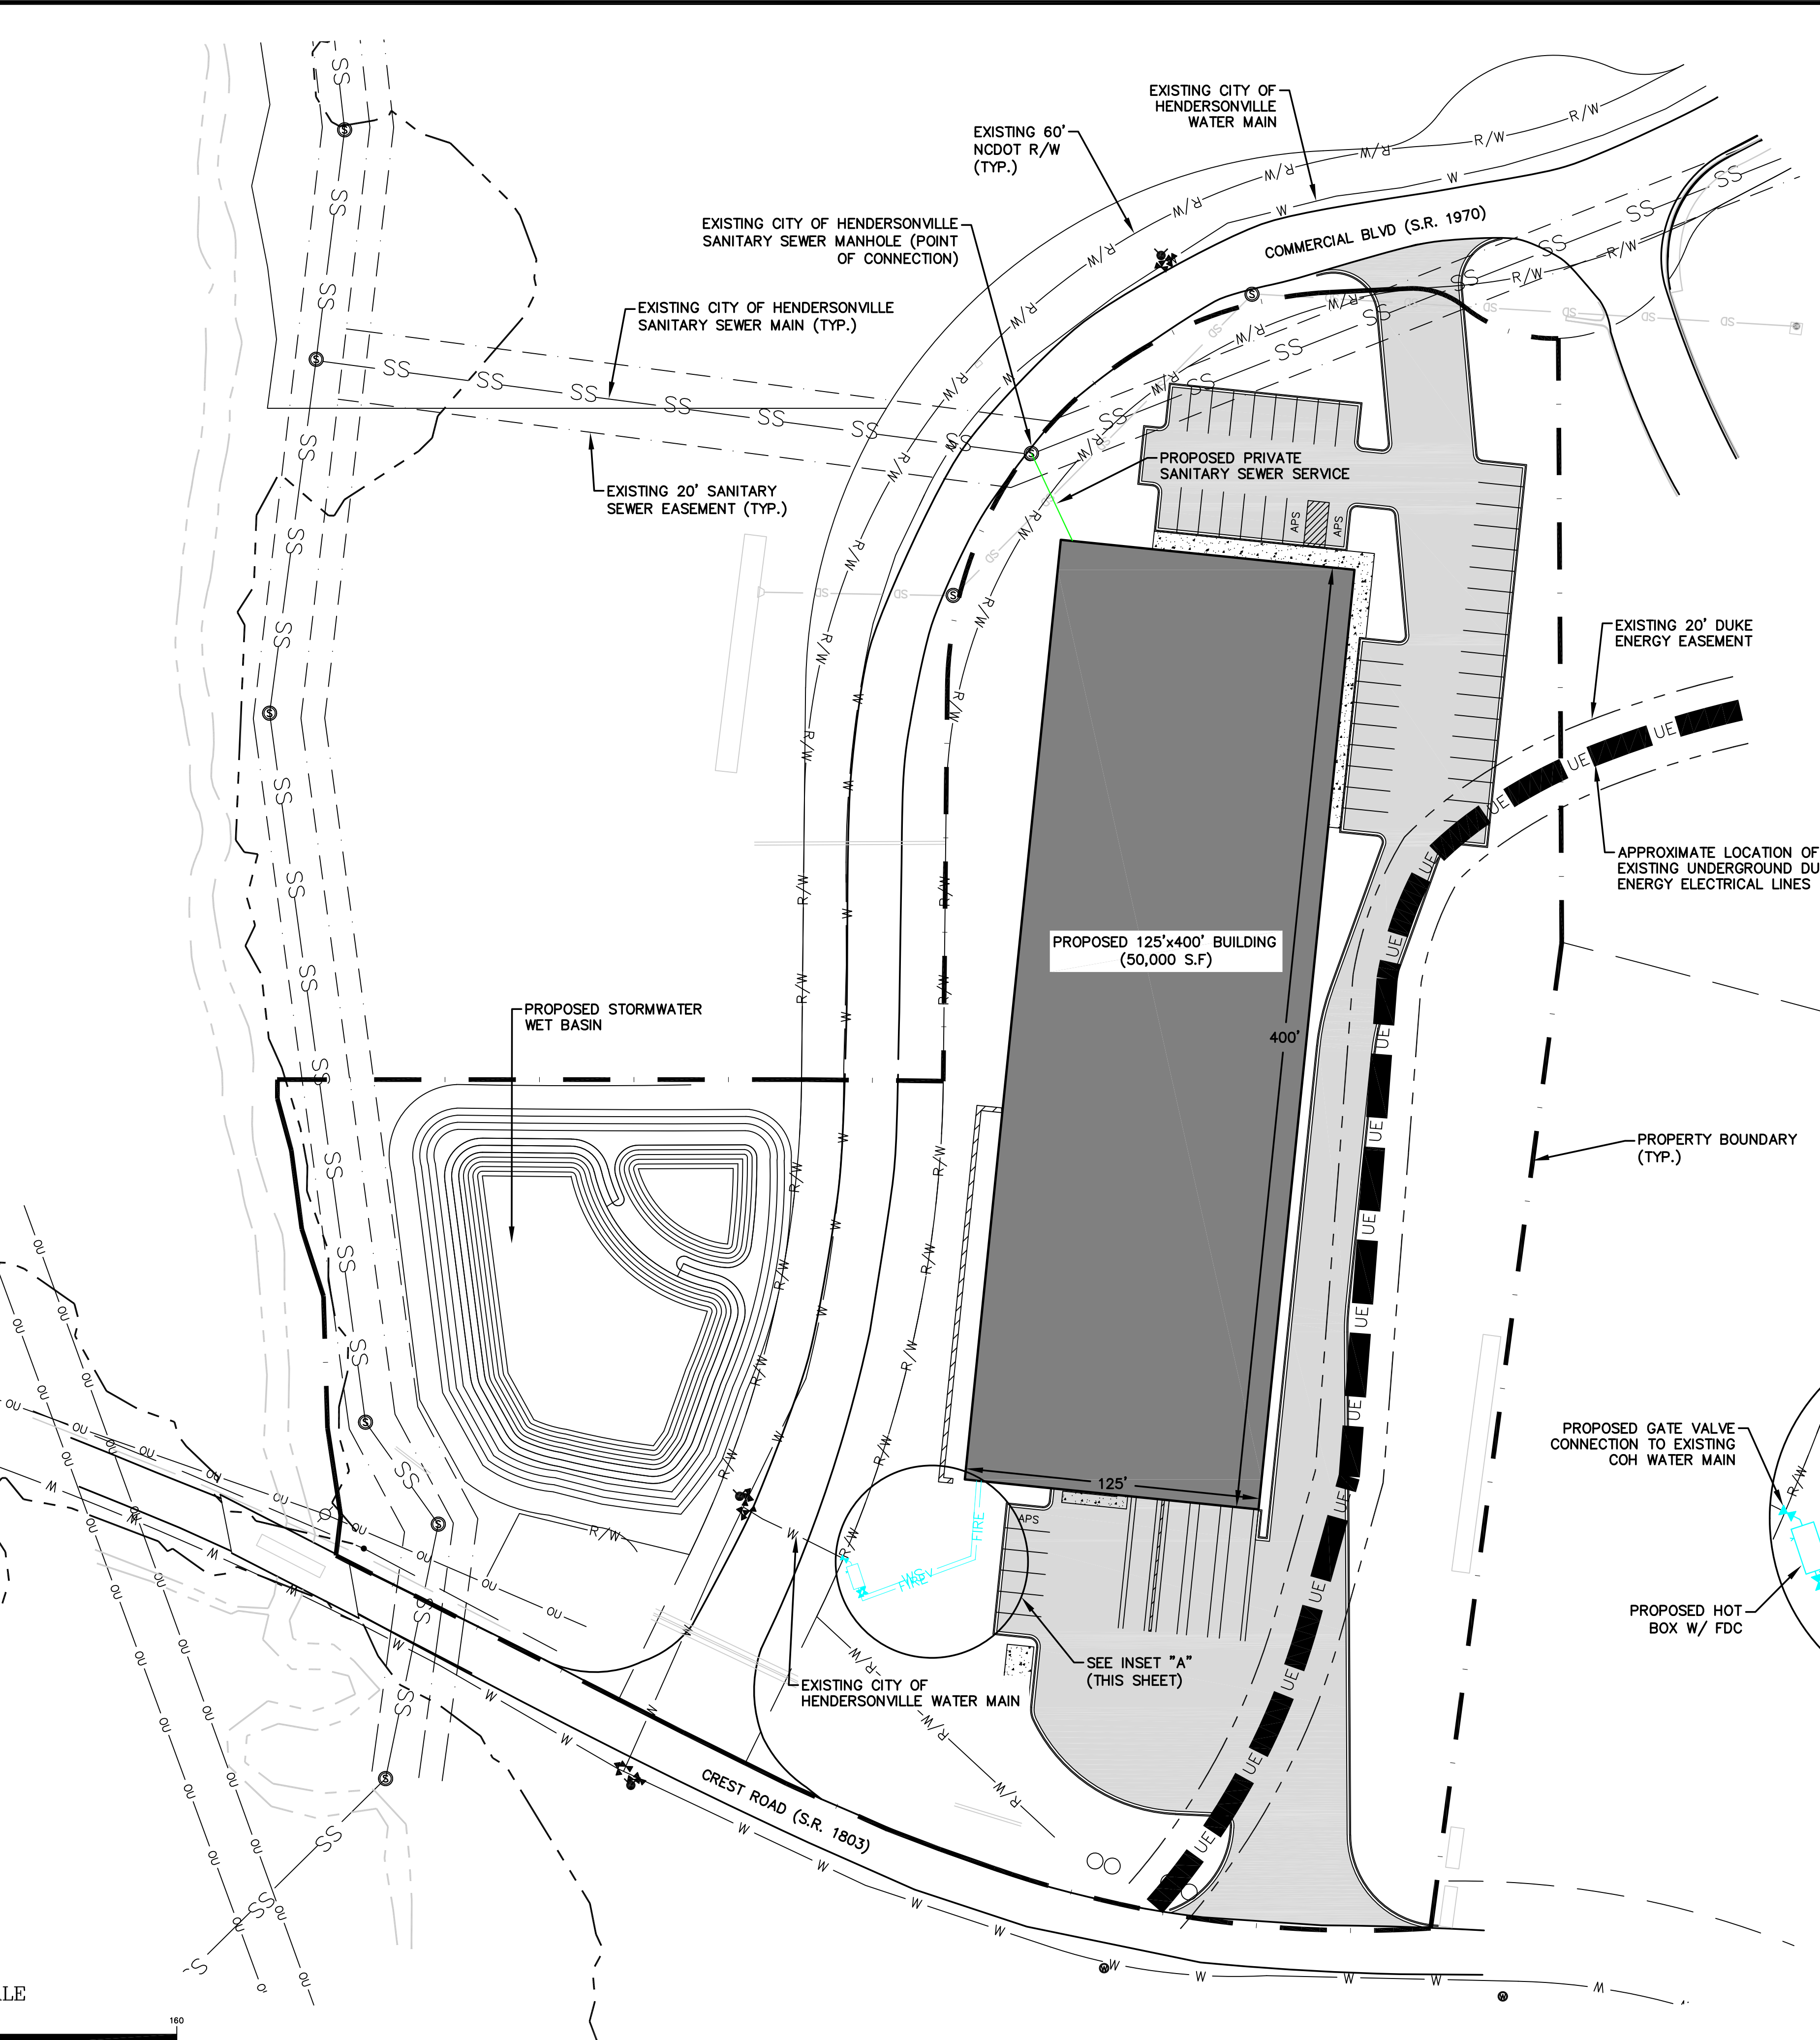 EXISTING CITY OF
HENDERSONVILLE
WATER MAIN
EXISTING 60'
NCDOT R/W
(TYP.)
EXISTING CITY OF HENDERSONVILLE
SANITARY SEWER MANHOLE (POINT
OF CONNECTION)
COMMERCIAL BLVD (S.R. 1970)
EXISTING CITY OF HENDERSONVILLE
SANITARY SEWER MAIN (TYP.)
PROPOSED PRIVATE
SANITARY SEWER SERVICE
EXISTING 20' SANITARY
SEWER EASEMENT (TYP.)
APS
APS
EXISTING 20' DUKE
ENERGY EASEMENT
APPROXIMATE LOCATION OF
EXISTING UNDERGROUND DU
ENERGY ELECTRICAL LINES
PROPOSED 125'x400' BUILDING
(50,000 S.F)
400'
PROPOSED STORMWATER
WET BASIN
PROPERTY BOUNDARY
(TYP.)
PROPOSED GATE VALVE
CONNECTION TO EXISTING
COH WATER MAIN
125'
APS
FIRE
FIRE
PROPOSED HOT
BOX W/ FDC
SEE INSET "A"
(THIS SHEET)
EXISTING CITY OF
HENDERSONVILLE WATER MAIN
CREST ROAD (S.R. 1803)
SS
R/W
W
SD
UE
OU
LE
160